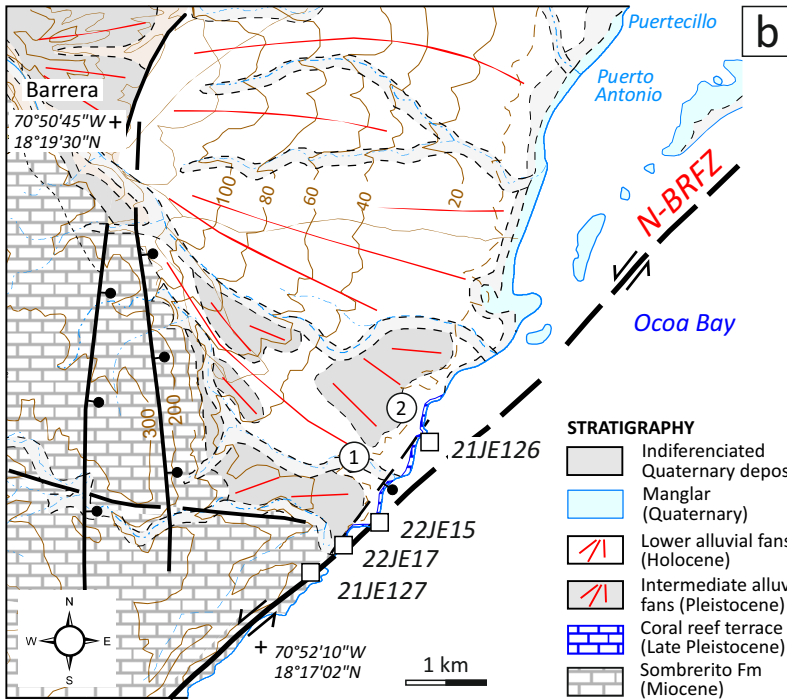 b
Puertecillo
Puerto
Antonio
Barrera
70°50'45"W
18°19'30"N
100
80
60
40
20
N-BRFZ
Ocoa Bay
300
200
2
1
21JE126
22JE15
22JE17
21JE127
N
W
E
S
70°52'10"W
18°17'02"N
1 km
STRATIGRAPHY
Indiferenciated
Quaternary depos
Manglar
(Quaternary)
Lower alluvial fans
(Holocene)
Intermediate alluv
fans (Pleistocene)
Coral reef terrace
(Late Pleistocene)
Sombrerito Fm
(Miocene)